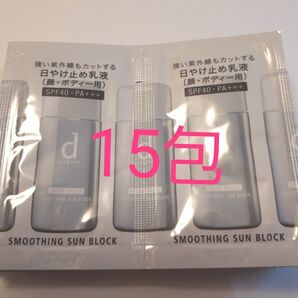 強い紫外線もカットする
日やけ止め乳液
(顔・ボディー用)
SPF40・PA+++
強い紫外線もカットする
日やけ止め乳液
(顔・ボディー用)
SPF40・PA+++
15包
d
d
SMOOTHING SUN BLOCK
SMOOTHING SUN BLOCK